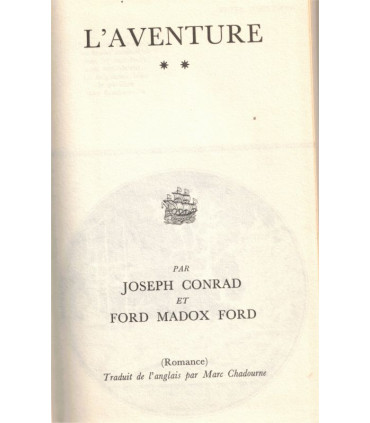 L'AVENTURE
* *
PAR
JOSEPH CONRAD
ET
FORD MADOX FORD
(Romance)
Traduit de l'anglais par Marc Chadourne